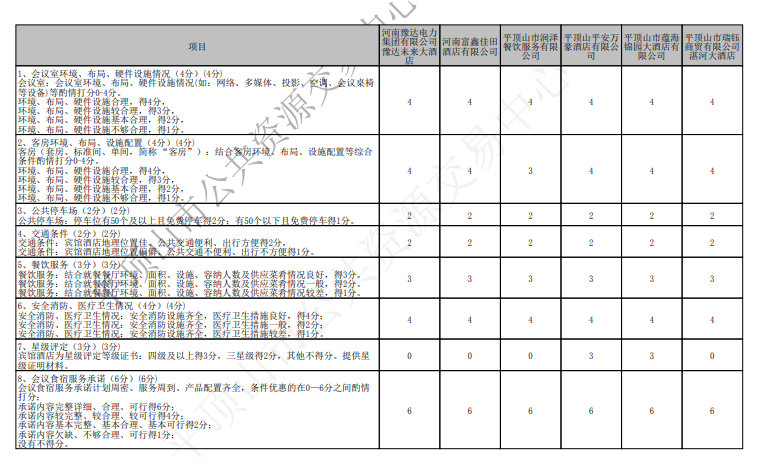 项目
河南豫达电力
集团有限公司
豫达未来大酒
店
河南富鑫佳田
酒店有限公司
平顶山市润泽
餐饮服务有限
公司
平顶山平安万
豪酒店有限公
司
平顶山市蕴海
锦园大酒店有
限公司
平顶山市瑞钰
商贸有限公司
湛河大酒店
1、会议室环境、布局、硬件设施情况（4分）(4分)
会议室：会议室环境、布局、硬件设施情况(如：网络、多媒体、投影、空调、会议桌椅
等设备)等酌情打分0-4分。
环境、布局、硬件设施合理，得4分，
环境、布局、硬件设施较合理，得3分，
环境、布局、硬件设施基本合理，得2分，
环境、布局、硬件设施不够合理，得1分。
4 4 4 4 4 4
2、客房环境、布局、设施配置（4分）(4分)
客房（套房、标准间、单间，简称“客房”）：结合客房环境、布局、设施配置等综合
条件酌情打分0-4分。
环境、布局、硬件设施合理，得4分，
环境、布局、硬件设施较合理，得3分，
环境、布局、硬件设施基本合理，得2分，
环境、布局、硬件设施不够合理，得1分。
4 4 3 4 4 4
3、公共停车场（2分）(2分)
公共停车场：停车位有50个及以上且免费停车得2分；有50个以下且免费停车得1分。
2 2 2 2 2 2
4、交通条件（2分）(2分)
交通条件：宾馆酒店地理位置佳、公共交通便利、出行方便得2分，
交通条件：宾馆酒店地理位置偏僻、公共交通不便利、出行不方便得1分。
2 2 2 2 2 2
5、餐饮服务（3分）(3分)
餐饮服务：结合就餐餐厅环境、面积、设施、容纳人数及供应菜肴情况良好，得3分。
餐饮服务：结合就餐餐厅环境、面积、设施、容纳人数及供应菜肴情况一般，得2分。
餐饮服务：结合就餐餐厅环境、面积、设施、容纳人数及供应菜肴情况较差，得1分。
3 3 3 3 3 3
6、安全消防、医疗卫生情况（4分）(4分)
安全消防、医疗卫生情况：安全消防设施齐全，医疗卫生措施良好，得4分；
安全消防、医疗卫生情况：安全消防设施齐全，医疗卫生措施一般，得2分；
安全消防、医疗卫生情况：安全消防设施齐全，医疗卫生措施较差，得1分。
4 4 4 4 4 4
7、星级评定（3分）(3分)
宾馆酒店为星级评定等级证书：四级及以上得3分，三星级得2分，其他不得分。提供星
级证明材料。
0 0 0 3 3 0
8、会议食宿服务承诺（6分）(6分)
会议食宿服务承诺计划周密、服务周到、产品配置齐全，条件优惠的在0—6分之间酌情
打分；
承诺内容完整详细、合理、可行得6分；
承诺内容较完整、较合理、较可行得4分；
承诺内容基本完整、基本合理、基本可行得2分；
承诺内容欠缺、不够合理、可行得1分；
没有不得分。
6 6 6 6 6 6
平顶山市公共资源交易中心
平顶山市公共资源交易中心